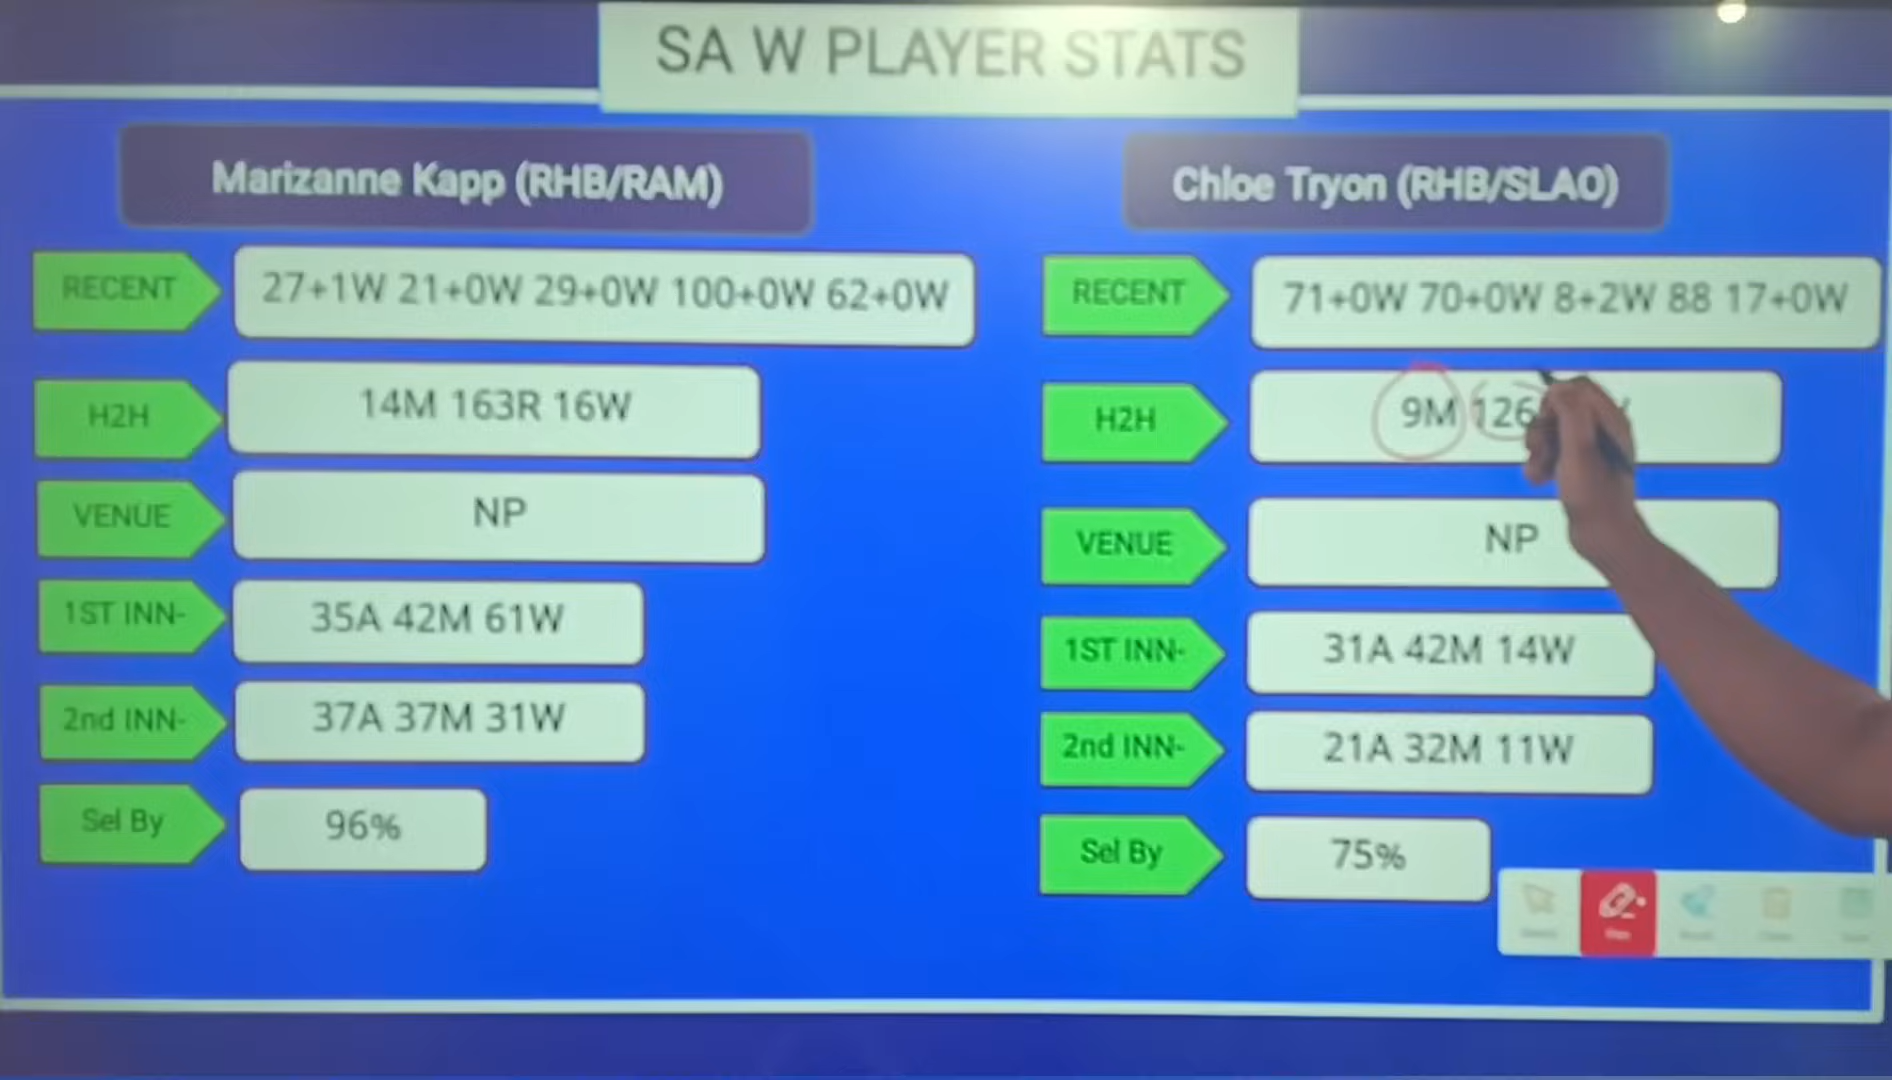 SA W PLAYER STATS
Marizanne Kapp (RHB/RAM)
RECENT 27+1W 21+0W 29+0W 100+0W 62+0W
H2H 14M 163R 16W
VENUE NP
1ST INN- 35A 42M 61W
2nd INN- 37A 37M 31W
Sel By 96%
Chloe Tryon (RHB/SLAO)
RECENT 71+0W 70+0W 8+2W 88 17+0W
H2H 9M 126
VENUE NP
1ST INN- 31A 42M 14W
2nd INN- 21A 32M 11W
Sel By 75%